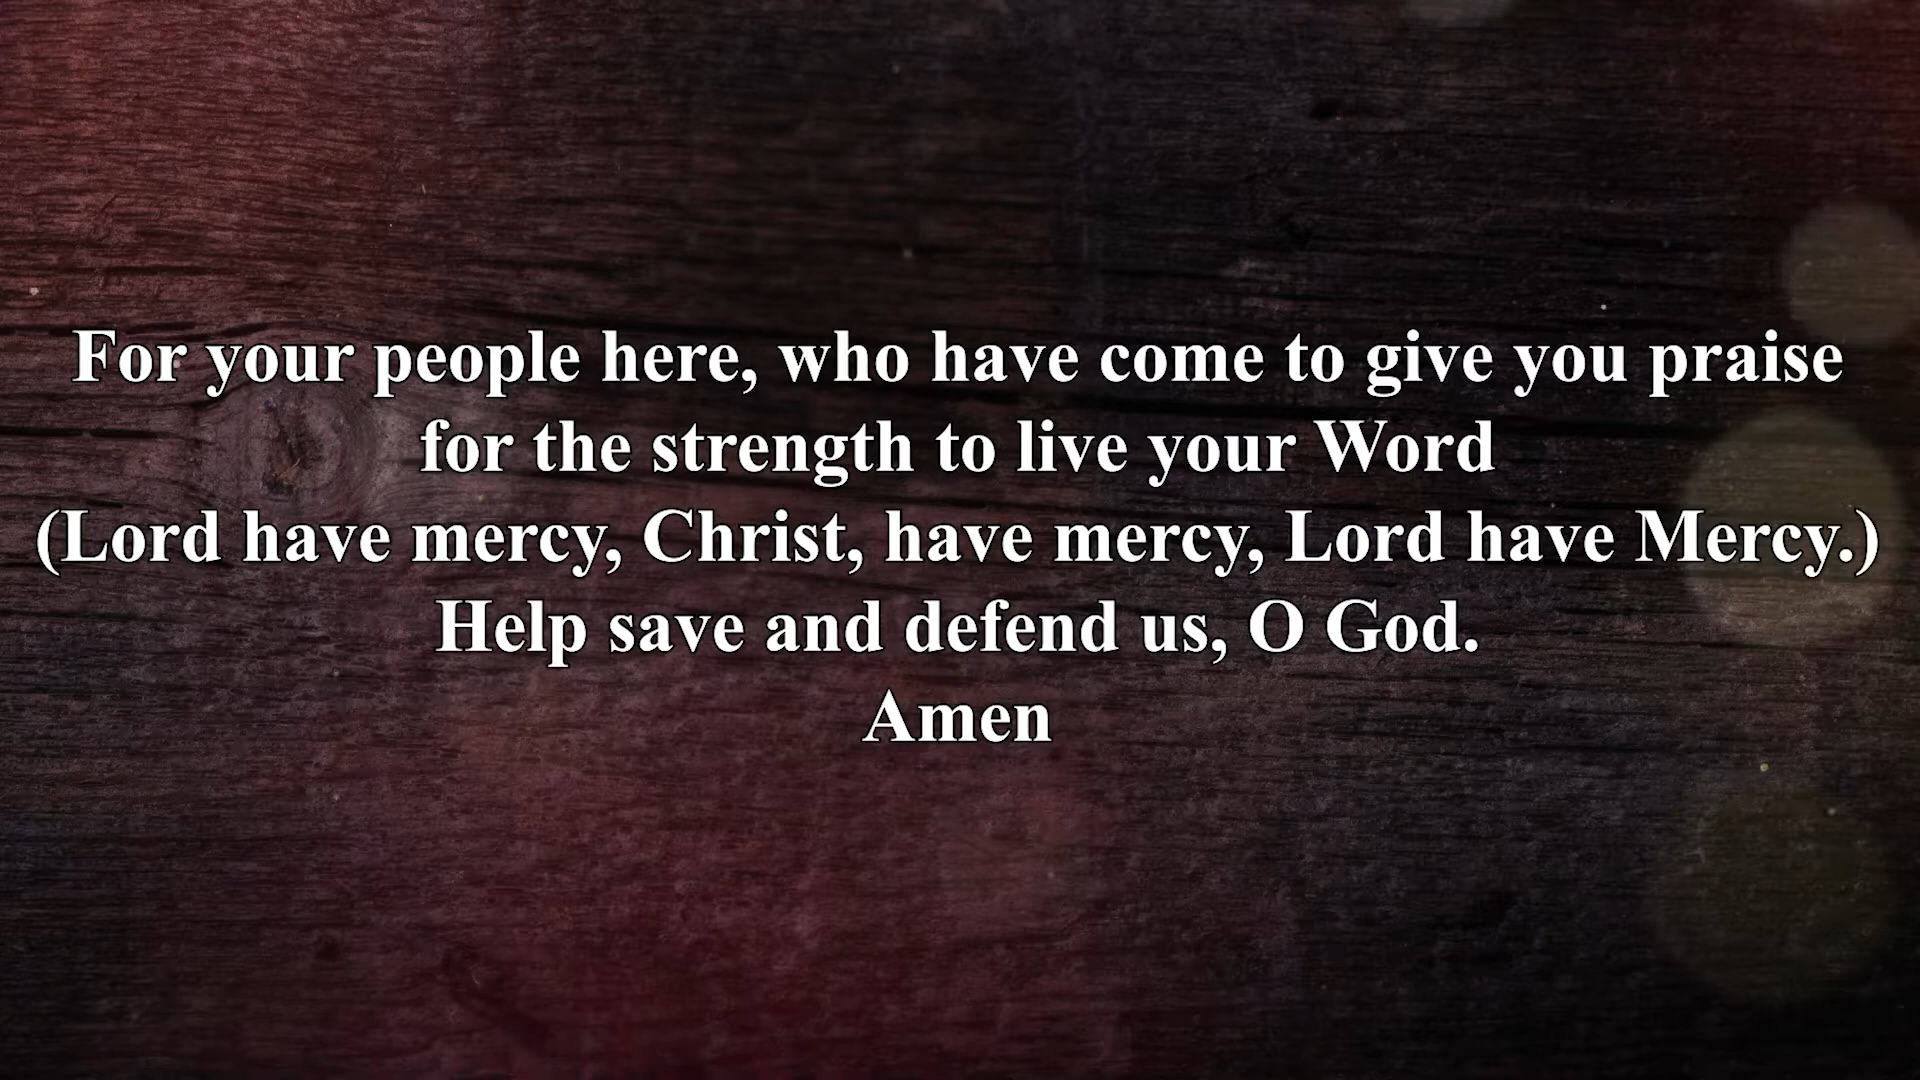 For your people here, who have come to give you praise
for the strength to live your Word
(Lord have mercy, Christ, have mercy, Lord have Mercy.)
Help save and defend us, O God.
Amen